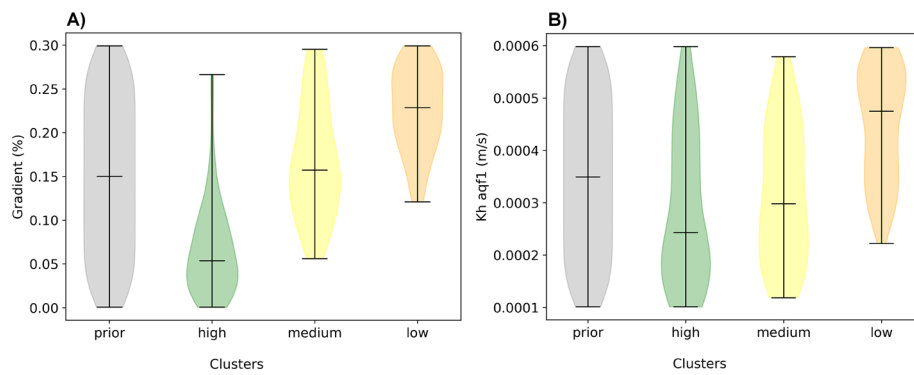 A)
Gradient (%)
0.30
0.25
0.20
0.15
0.10
0.05
0.00
prior high medium low
Clusters
B)
Kh aqf1 (m/s)
0.0006
0.0005
0.0004
0.0003
0.0002
0.0001
prior high medium low
Clusters